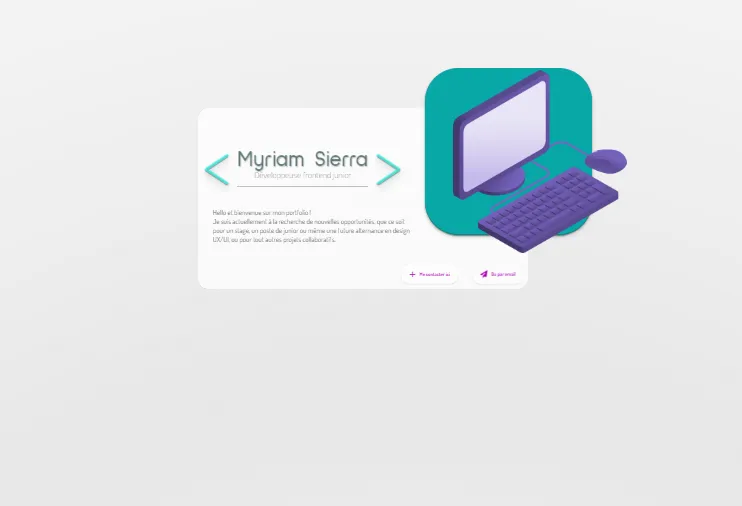 Myriam Sierra
Développeuse frontend junior
Hello et bienvenue sur mon portfolio !
Je suis actuellement à la recherche de nouvelles opportunités, que ce soit
pour un stage, un poste de junior ou même une future alternance en design
UX/UI, ou pour tout autres projets collaboratifs.
Me contacter ici
Ou par email